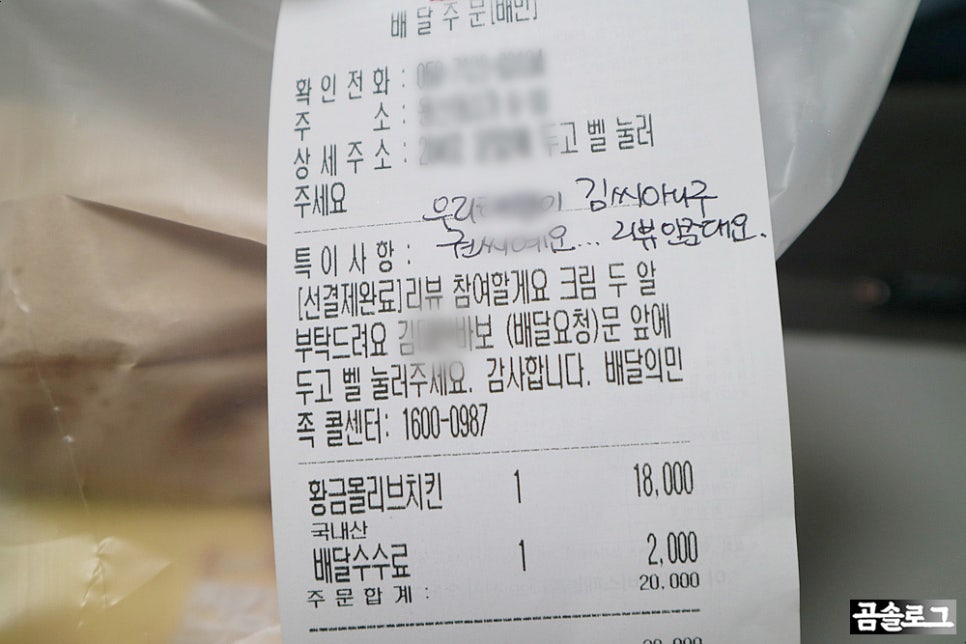 배달주문[배민]
확인전화 :
주 소 :
상세주소 : 두고 벨 눌러
주세요
우리 이 김씨아니구
권씨예요... 리뷰 안쓴대요.
특이사항 :
[선결제완료]리뷰 참여할게요 크림 두 알
부탁드려요 김 바보 (배달요청)문 앞에
두고 벨 눌러주세요. 감사합니다. 배달의민
족 콜센터: 1600-0987
황금몰리브치킨 1 18,000
국내산
배달수수료 1 2,000
주문합계 : 20,000
곰솔로그